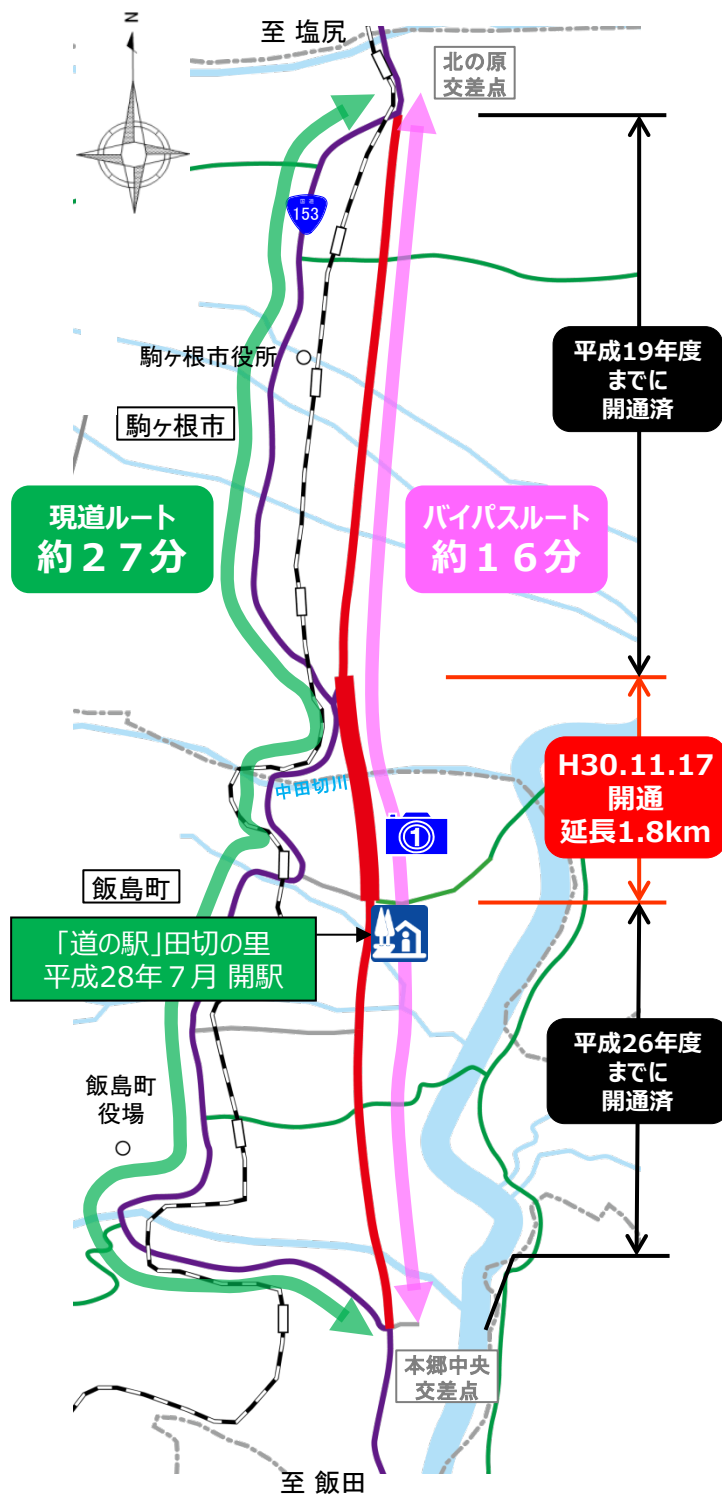 至 塩尻
N
北の原
交差点
国道
153
平成19年度
までに
開通済
駒ヶ根市役所
駒ヶ根市
現道ルート
約２７分
バイパスルート
約１６分
H30.11.17
開通
延長1.8km
中田切川
①
飯島町
「道の駅」田切の里
平成28年７月 開駅
平成26年度
までに
開通済
飯島町
役場
本郷中央
交差点
至 飯田